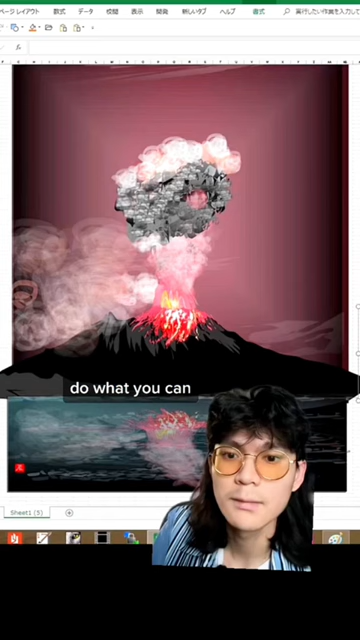 ページ レイアウト 数式 データ 校閲 表示 開発 新しいタブ ヘルプ 書式 実行したい作業を入力して
fx
do what you can
Sheet1 (5)